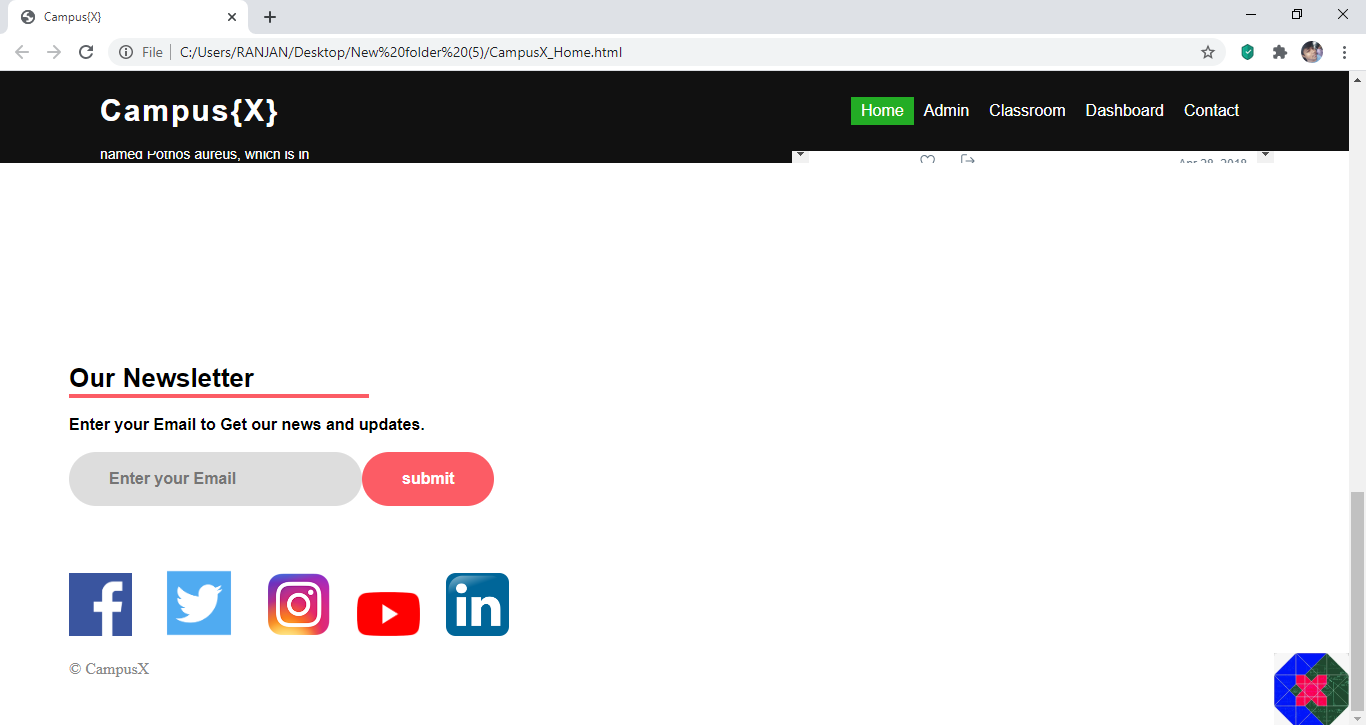 Campus{X}
File C:/Users/RANJAN/Desktop/New%20folder%20(5)/CampusX_Home.html
Campus{X} Home Admin Classroom Dashboard Contact
named Pothos aureus, which is in
Apr 28, 2018
Our Newsletter
Enter your Email to Get our news and updates.
Enter your Email submit
f in
© CampusX